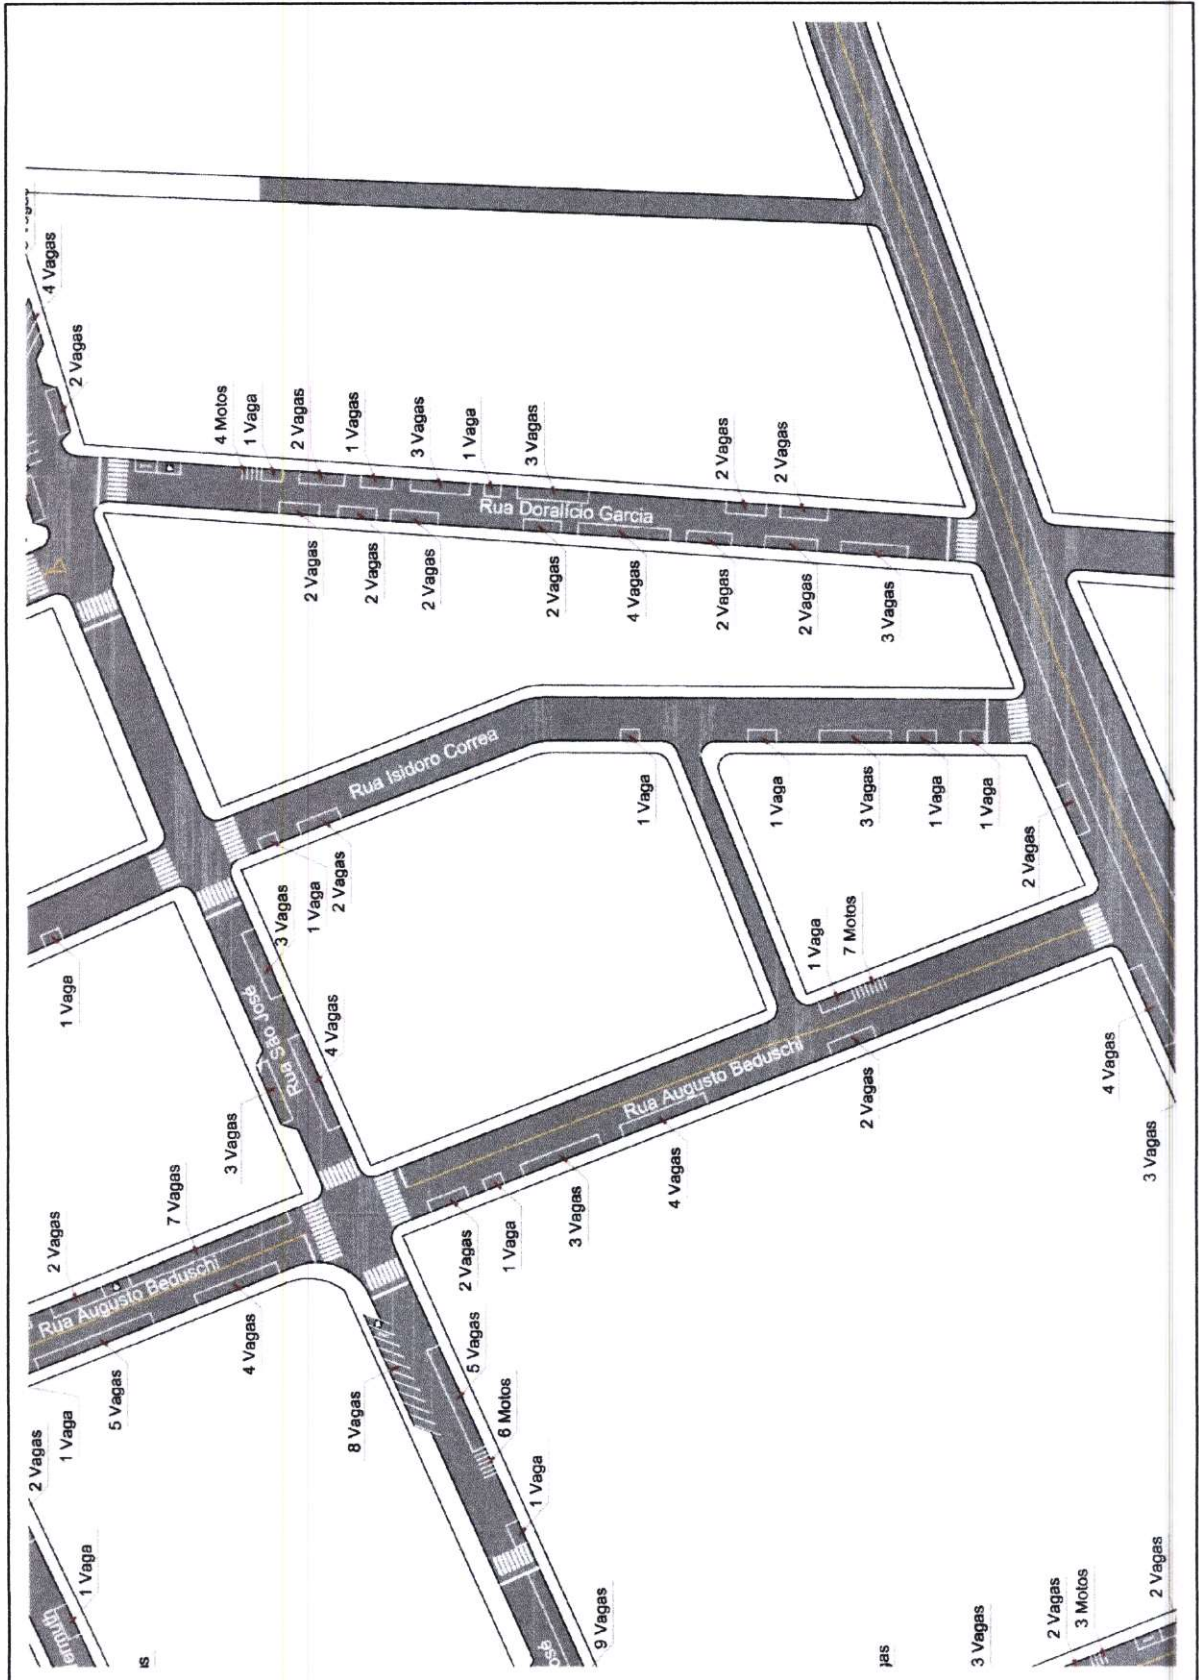 4 Vagas
2 Vagas
4 Motos
1 Vaga
2 Vagas
1 Vagas
3 Vagas
1 Vaga
3 Vagas
2 Vagas
2 Vagas
Rua Doralício Garcia
2 Vagas
2 Vagas
2 Vagas
2 Vagas
4 Vagas
2 Vagas
2 Vagas
3 Vagas
Rua Isidoro Correa
1 Vaga
2 Vagas
1 Vaga
1 Vaga
3 Vagas
1 Vaga
1 Vaga
2 Vagas
1 Vaga
3 Vagas
Rua São José
4 Vagas
3 Vagas
1 Vaga
7 Motos
Rua Augusto Beduschi
2 Vagas
4 Vagas
3 Vagas
1 Vaga
2 Vagas
4 Vagas
3 Vagas
7 Vagas
2 Vagas
Rua Augusto Beduschi
4 Vagas
5 Vagas
1 Vaga
2 Vagas
8 Vagas
5 Vagas
6 Motos
1 Vaga
9 Vagas
osé
1 Vaga
ermuth
as
gas
3 Vagas
2 Vagas
3 Motos
2 Vagas